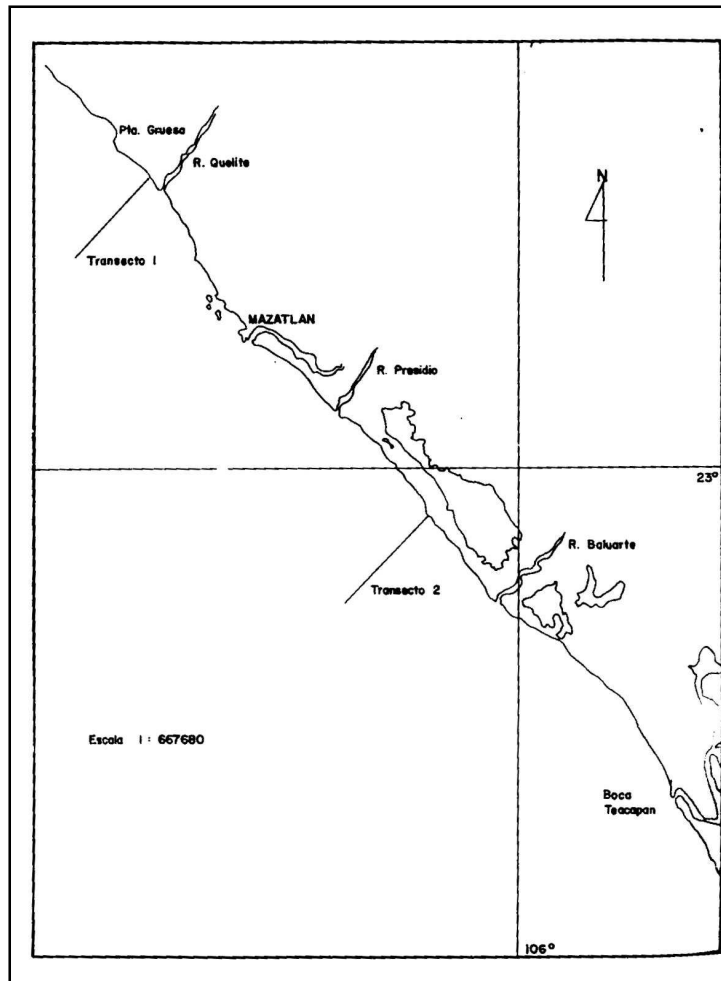 Pta. Gruesa
R. Quelite
N
Transecto 1
MAZATLAN
R. Presidio
23°
R. Baluarte
Transecto 2
Escala 1: 667680
Boca
Teacapan
106°